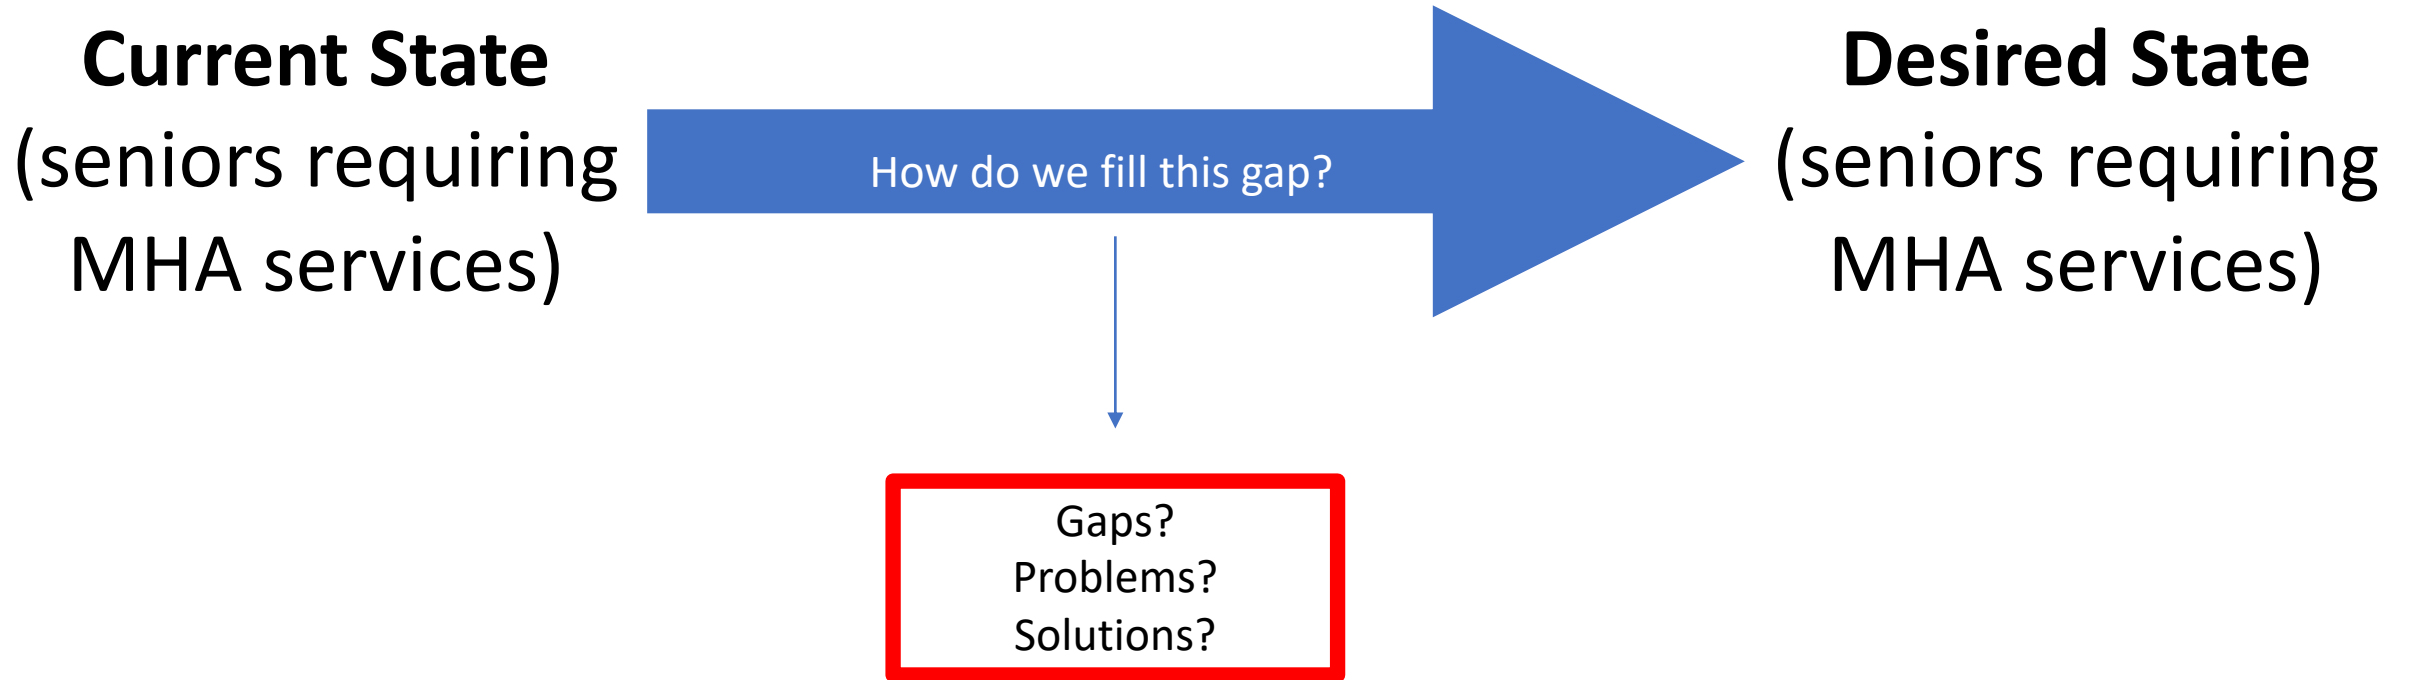 Current State
(seniors requiring
MHA services)
How do we fill this gap?
Desired State
(seniors requiring
MHA services)
Gaps?
Problems?
Solutions?